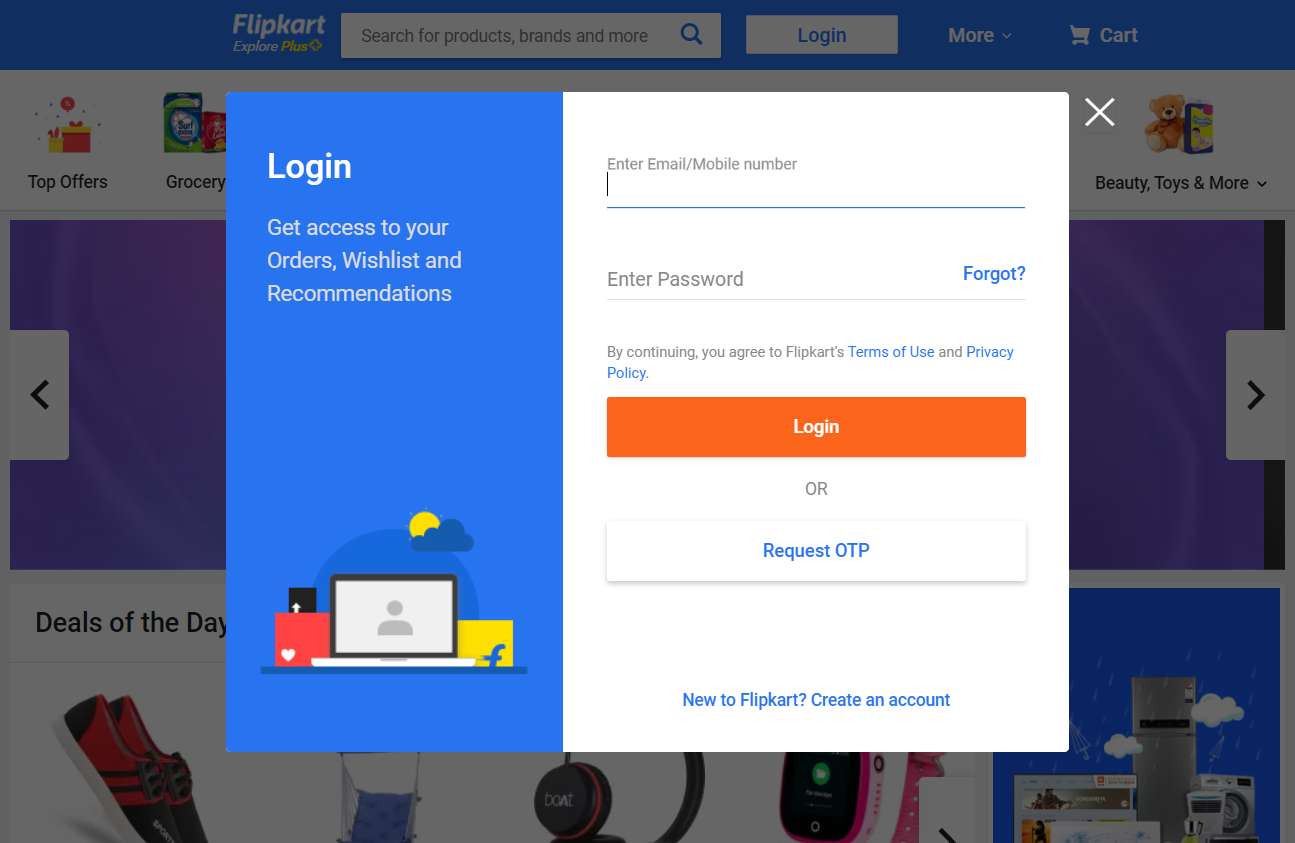 Flipkart
Explore Plus
Search for products, brands and more
Login
More
Cart
Top Offers
Grocery
Beauty, Toys & More
Login
Get access to your
Orders, Wishlist and
Recommendations
Enter Email/Mobile number
Enter Password
Forgot?
By continuing, you agree to Flipkart's Terms of Use and Privacy
Policy.
Login
OR
Request OTP
New to Flipkart? Create an account
Deals of the Day
Surf
excel
SPORT
boAt